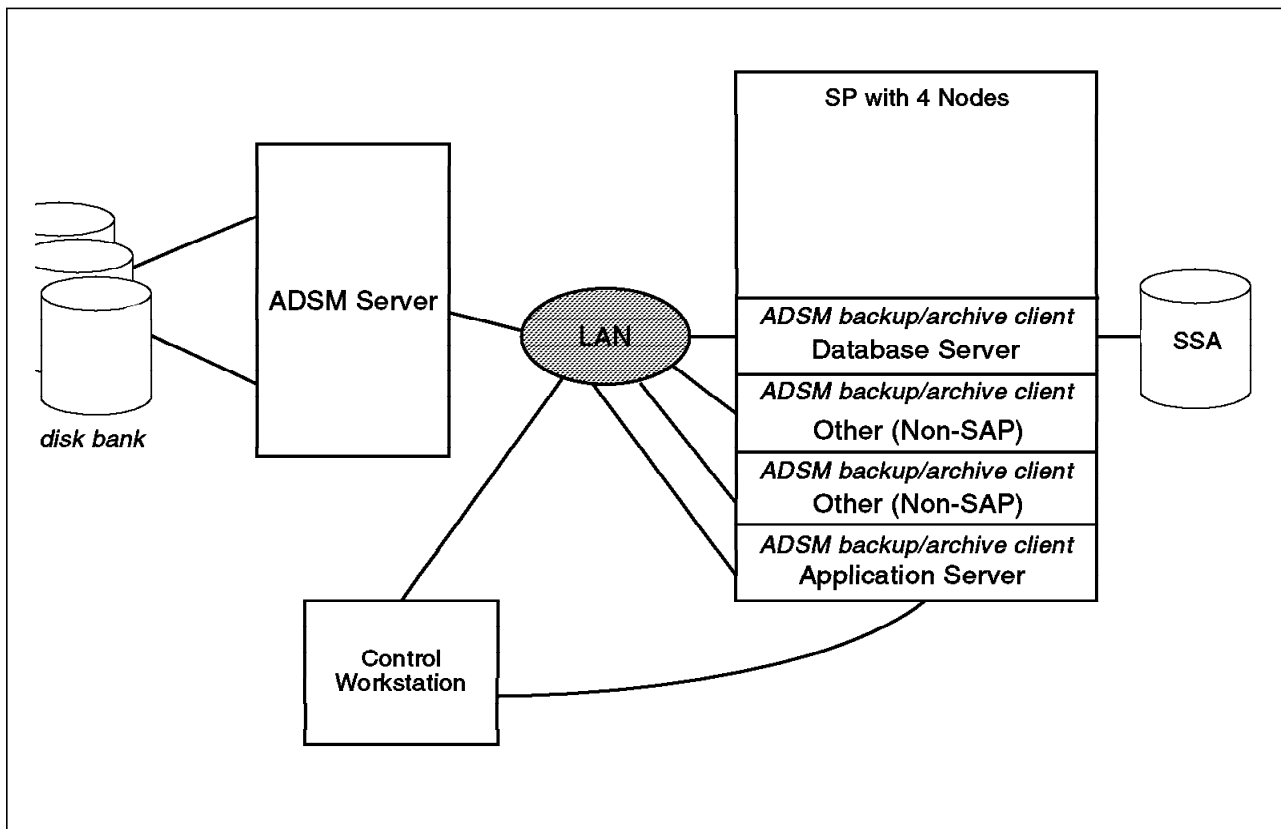 SP with 4 Nodes
ADSM Server
LAN
ADSM backup/archive client
Database Server
SSA
ADSM backup/archive client
Other (Non-SAP)
disk bank
ADSM backup/archive client
Other (Non-SAP)
ADSM backup/archive client
Application Server
Control
Workstation